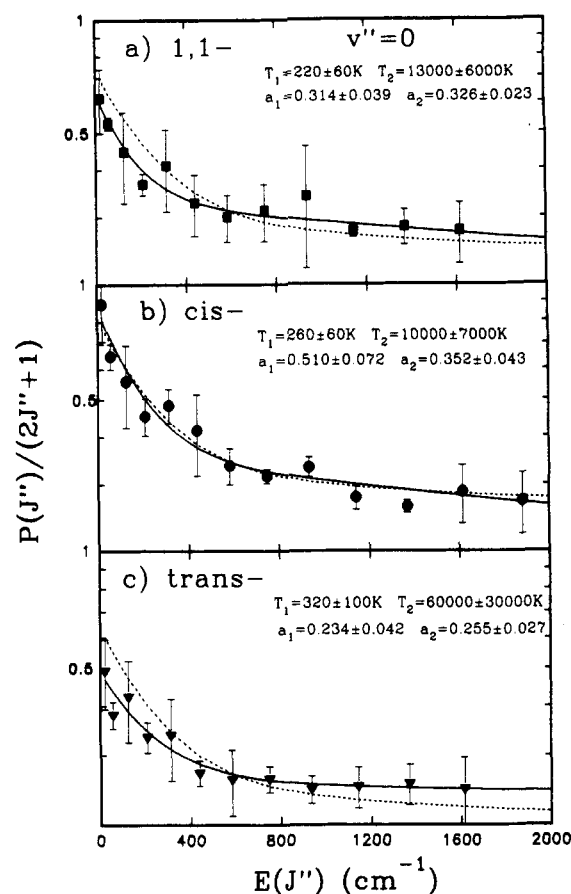 a) 1,1-
v''=0
T₁=220±60K T₂=13000±6000K
a₁=0.314±0.039 a₂=0.326±0.023
0.5
1
b) cis-
T₁=260±60K T₂=10000±7000K
a₁=0.510±0.072 a₂=0.352±0.043
0.5
1
c) trans-
T₁=320±100K T₂=60000±30000K
a₁=0.234±0.042 a₂=0.255±0.027
0.5
P(J'')/(2J''+1)
0 400 800 1200 1600 2000
E(J'') (cm⁻¹)